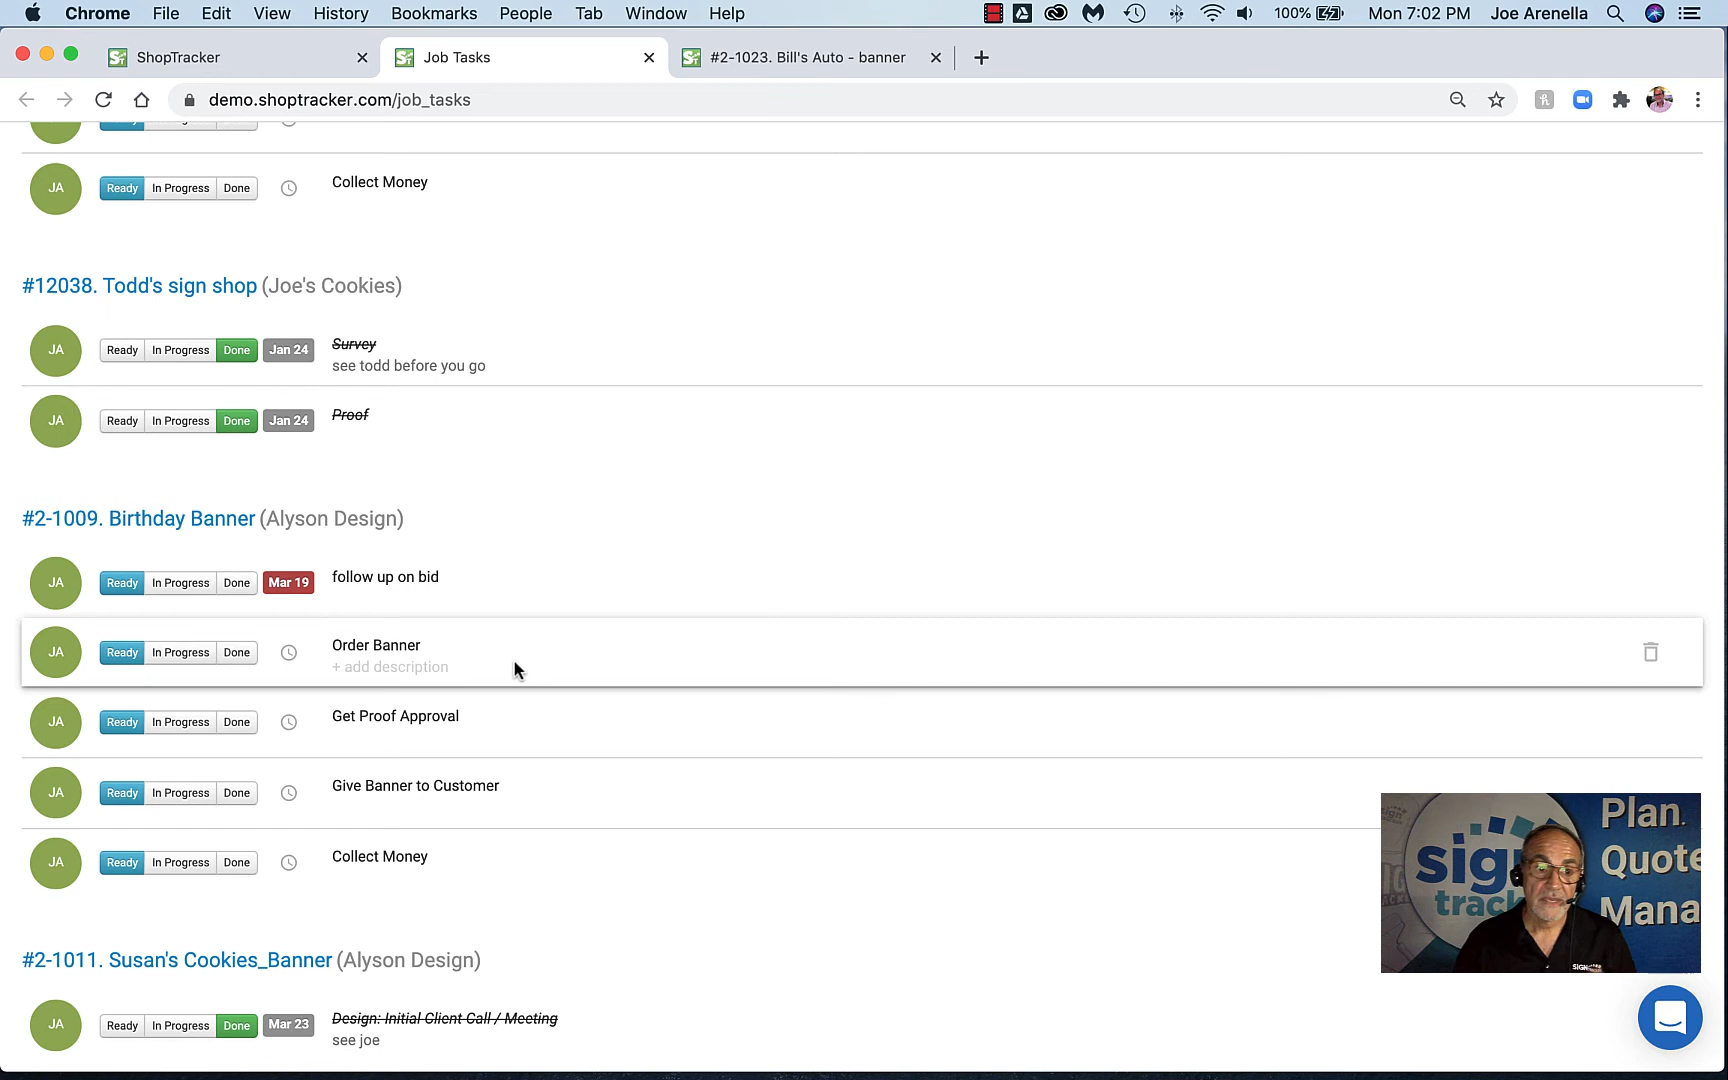 Chrome File Edit View History Bookmarks People Tab Window Help 100% Mon 7:02 PM Joe Arenella
ShopTracker Job Tasks #2-1023. Bill's Auto - banner
demo.shoptracker.com/job_tasks
JA Ready In Progress Done Collect Money
#12038. Todd's sign shop (Joe's Cookies)
JA Ready In Progress Done Jan 24 Survey
see todd before you go
JA Ready In Progress Done Jan 24 Proof
#2-1009. Birthday Banner (Alyson Design)
JA Ready In Progress Done Mar 19 follow up on bid
JA Ready In Progress Done Order Banner
+ add description
JA Ready In Progress Done Get Proof Approval
JA Ready In Progress Done Give Banner to Customer
JA Ready In Progress Done Collect Money
Plan.
Quote
Mana
sig
track
SIGN
#2-1011. Susan's Cookies_Banner (Alyson Design)
JA Ready In Progress Done Mar 23 Design: Initial Client Call / Meeting
see joe